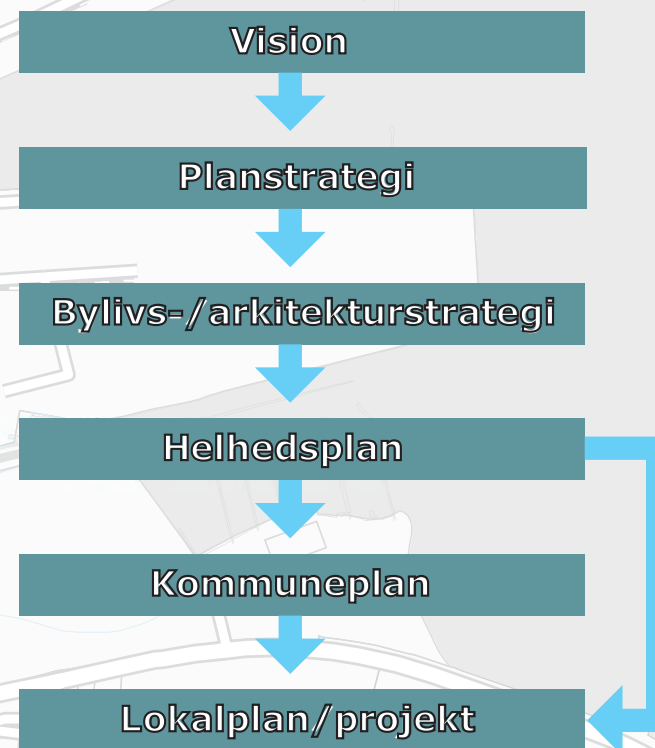 Vision
Planstrategi
Bylivs-/arkitekturstrategi
Helhedsplan
Kommuneplan
Lokalplan/projekt